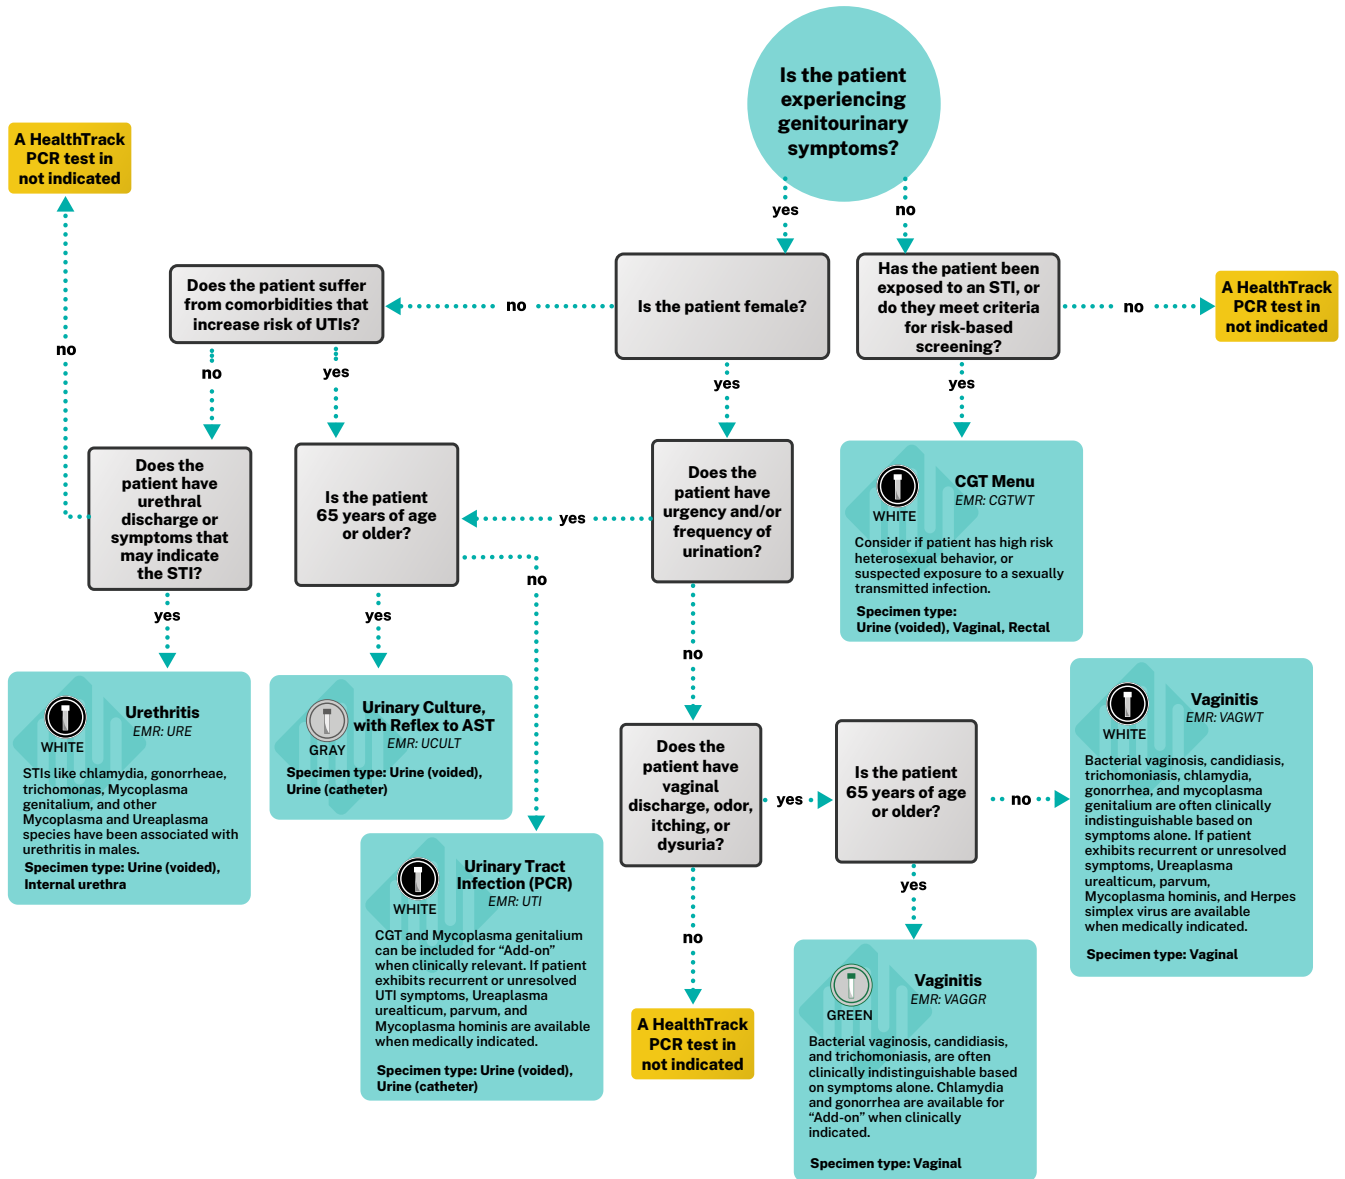 Is the patient
experiencing
genitourinary
symptoms?
yes
no
A HealthTrack
PCR test in
not indicated
Does the patient suffer
from comorbidities that
increase risk of UTIs?
no
Is the patient female?
Has the patient been
exposed to an STI, or
do they meet criteria
for risk-based
screening?
no
A HealthTrack
PCR test in
not indicated
no
no
yes
yes
yes
Does the
patient have
urethral
discharge or
symptoms that
may indicate
the STI?
Is the patient
65 years of age
or older?
yes
Does the
patient have
urgency and/or
frequency of
urination?
WHITE
CGT Menu
EMR: CGTWT
Consider if patient has high risk
heterosexual behavior, or
suspected exposure to a sexually
transmitted infection.
Specimen type:
Urine (voided), Vaginal, Rectal
yes
yes
no
no
WHITE
Urethritis
EMR: URE
STIs like chlamydia, gonorrheae,
trichomonas, Mycoplasma
genitalium, and other
Mycoplasma and Ureaplasma
species have been associated with
urethritis in males.
Specimen type: Urine (voided),
Internal urethra
GRAY
Urinary Culture,
with Reflex to AST
EMR: UCULT
Specimen type: Urine (voided),
Urine (catheter)
WHITE
Urinary Tract
Infection (PCR)
EMR: UTI
CGT and Mycoplasma genitalium
can be included for “Add-on”
when clinically relevant. If patient
exhibits recurrent or unresolved
UTI symptoms, Ureaplasma
urealticum, parvum, and
Mycoplasma hominis are available
when medically indicated.
Specimen type: Urine (voided),
Urine (catheter)
Does the
patient have
vaginal
discharge, odor,
itching, or
dysuria?
yes
Is the patient
65 years of age
or older?
no
WHITE
Vaginitis
EMR: VAGWT
Bacterial vaginosis, candidiasis,
trichomoniasis, chlamydia,
gonorrhea, and mycoplasma
genitalium are often clinically
indistinguishable based on
symptoms alone. If patient
exhibits recurrent or unresolved
symptoms, Ureaplasma
urealticum, parvum,
Mycoplasma hominis, and Herpes
simplex virus are available
when medically indicated.
Specimen type: Vaginal
no
yes
A HealthTrack
PCR test in
not indicated
GREEN
Vaginitis
EMR: VAGGR
Bacterial vaginosis, candidiasis,
and trichomoniasis, are often
clinically indistinguishable based
on symptoms alone. Chlamydia
and gonorrhea are available for
“Add-on” when clinically
indicated.
Specimen type: Vaginal